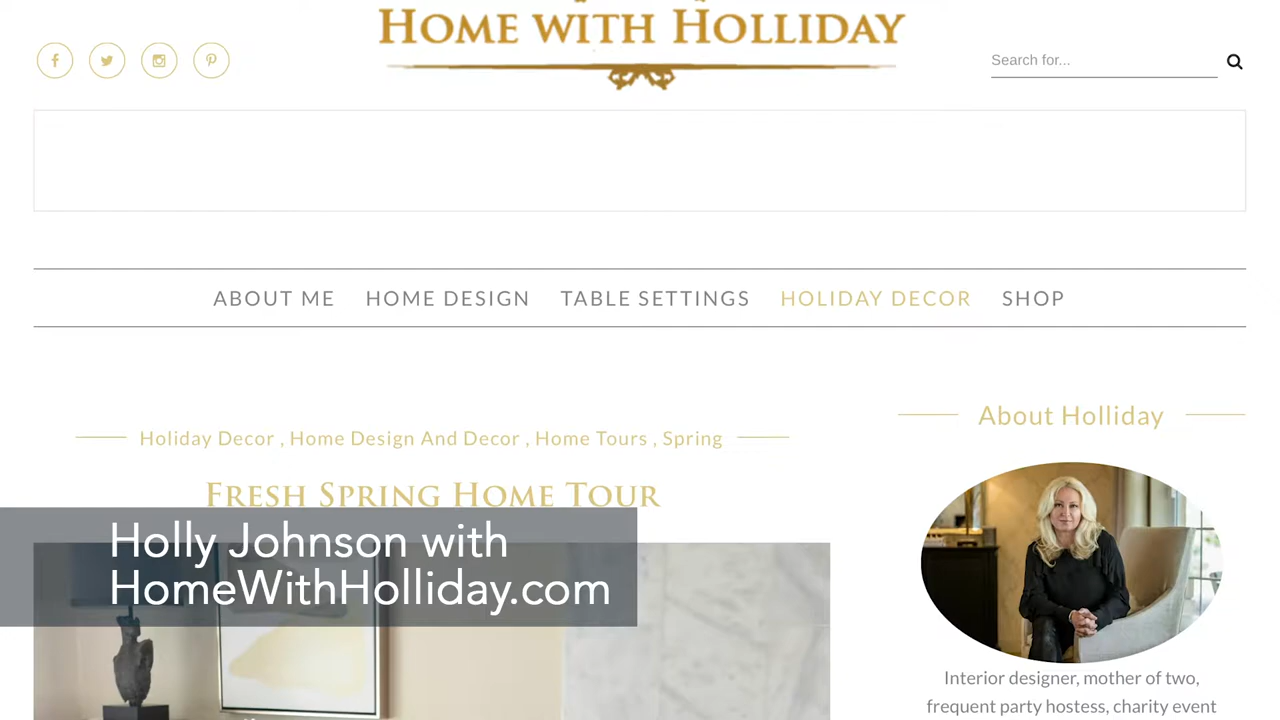 Home with Holliday
Search for...
ABOUT ME HOME DESIGN TABLE SETTINGS HOLIDAY DECOR SHOP
Holiday Decor , Home Design And Decor , Home Tours , Spring
Fresh Spring Home Tour
Holly Johnson with
HomeWithHolliday.com
About Holliday
Interior designer, mother of two,
frequent party hostess, charity event